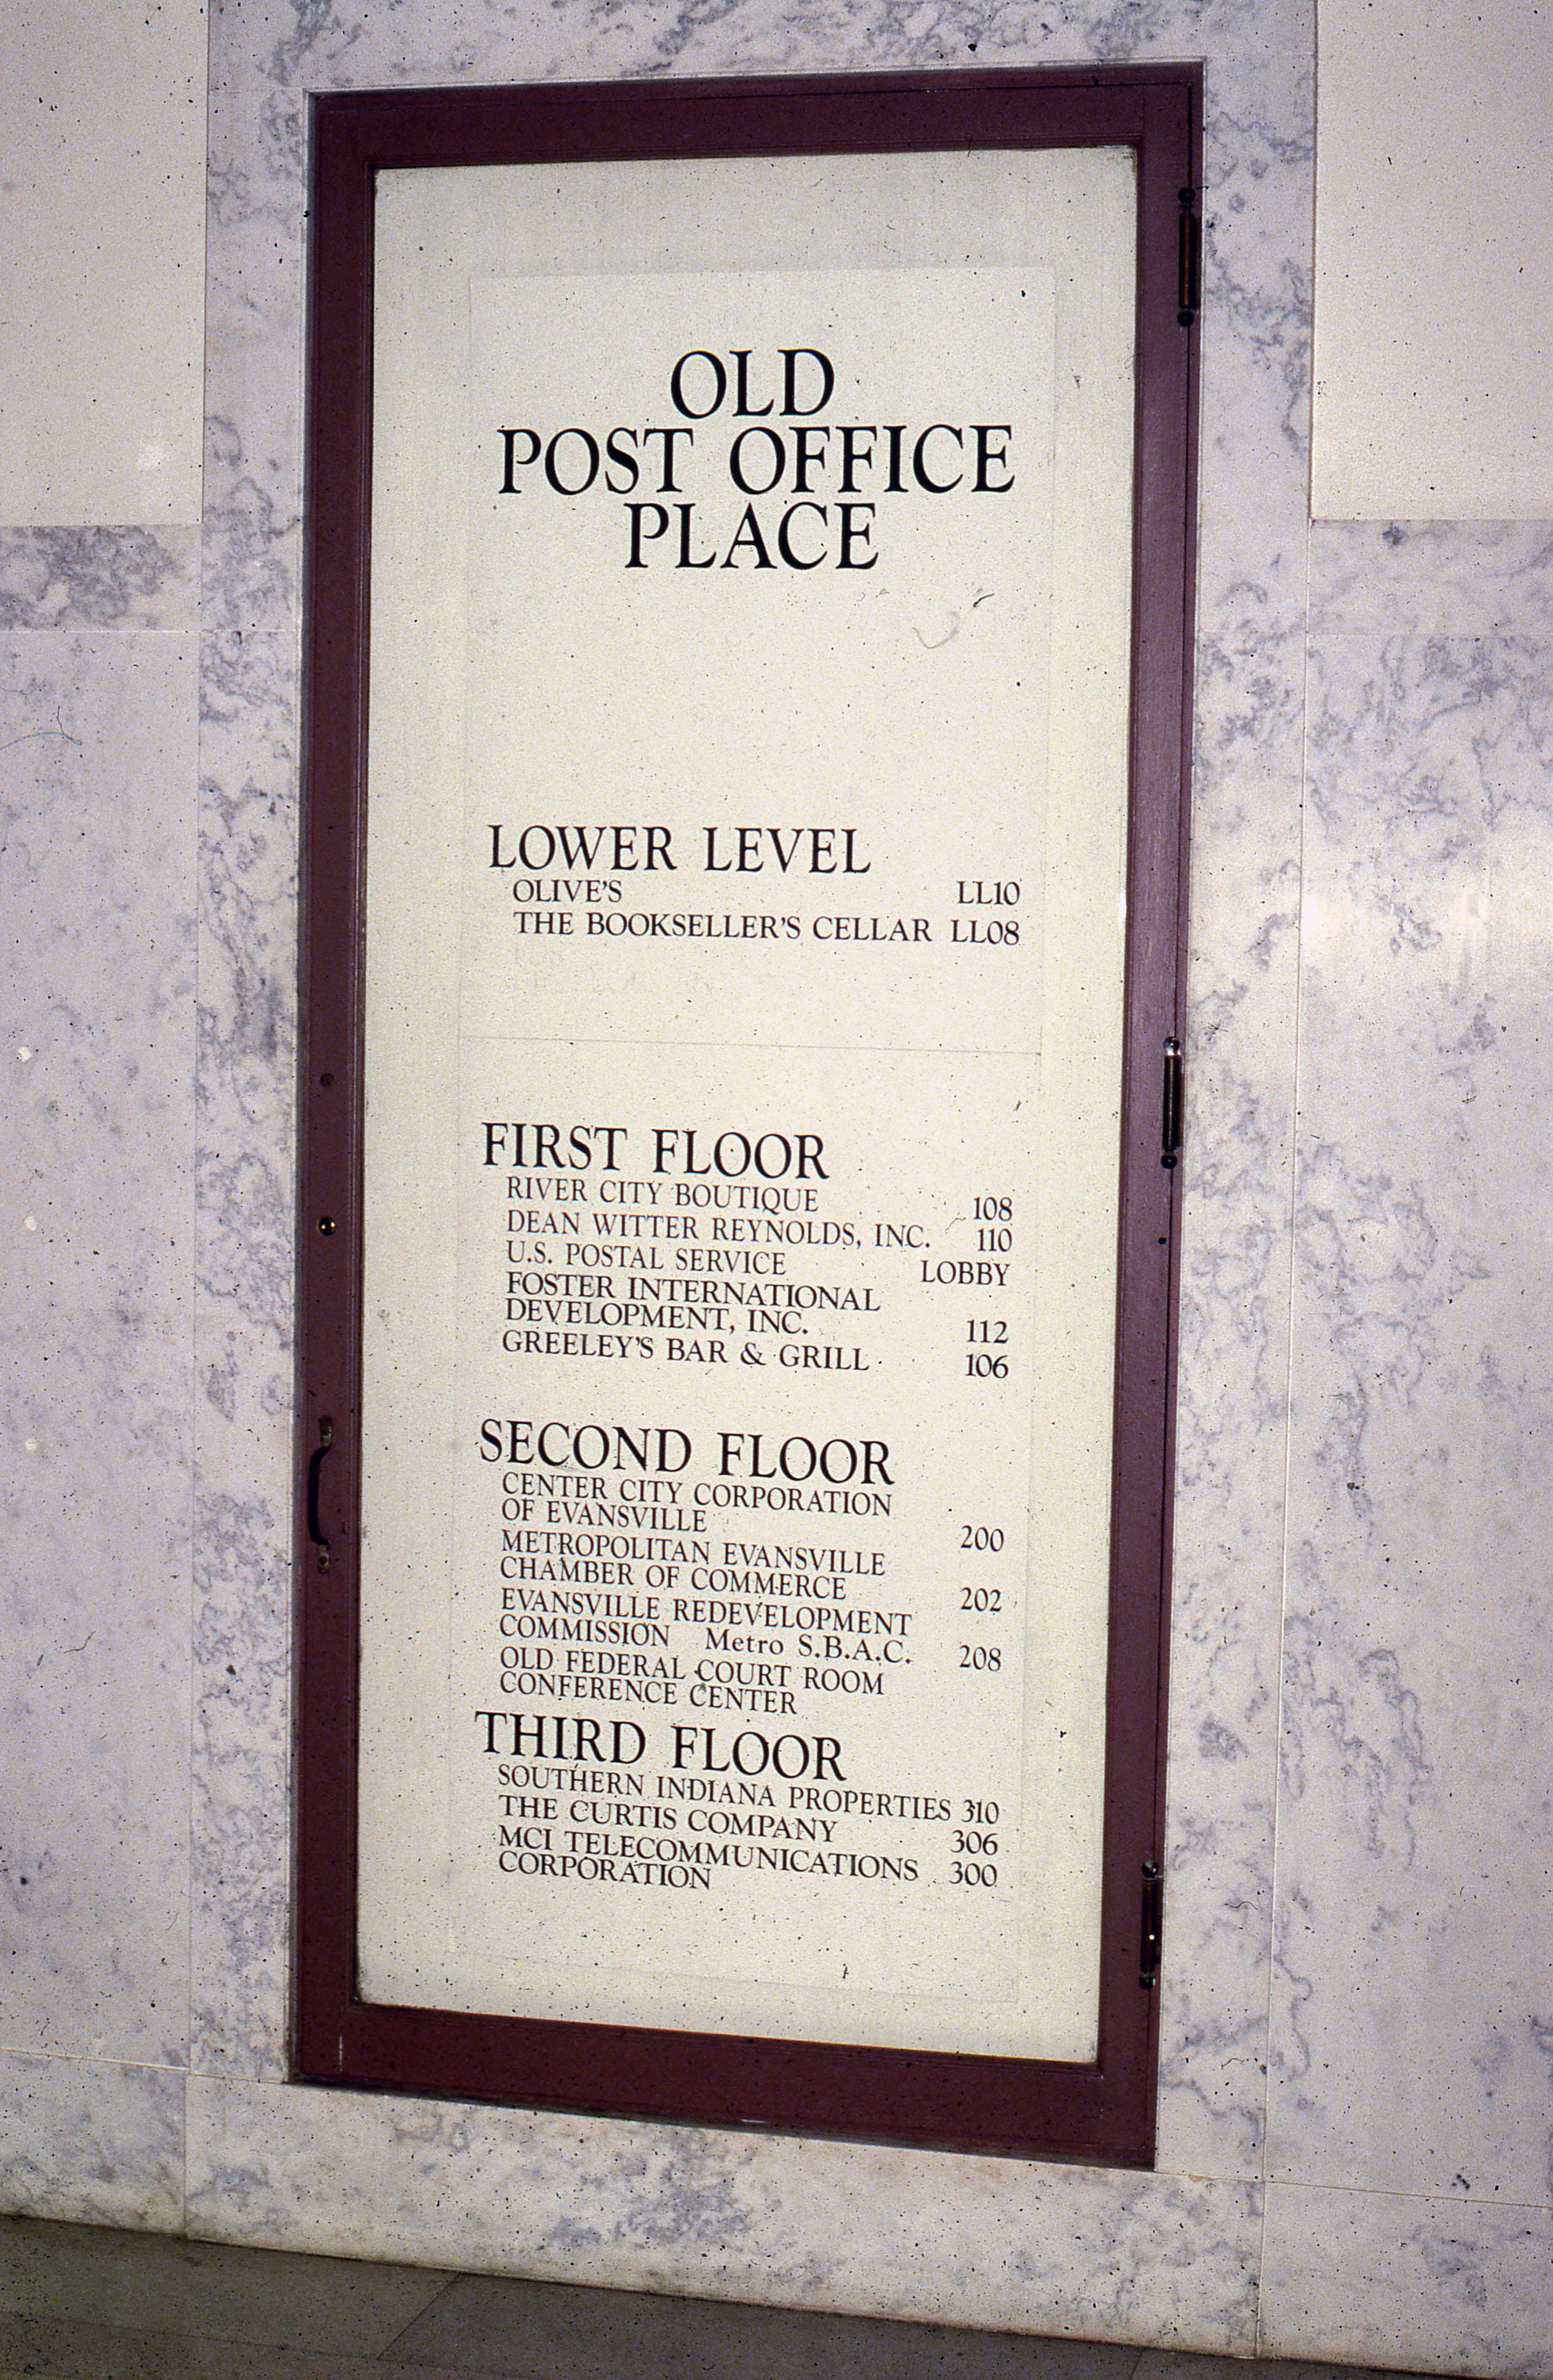 OLD
POST OFFICE
PLACE
LOWER LEVEL
OLIVE'S LL10
THE BOOKSELLER'S CELLAR LL08
FIRST FLOOR
RIVER CITY BOUTIQUE 108
DEAN WITTER REYNOLDS, INC. 110
U.S. POSTAL SERVICE LOBBY
FOSTER INTERNATIONAL
DEVELOPMENT, INC. 112
GREELEY'S BAR & GRILL 106
SECOND FLOOR
CENTER CITY CORPORATION
OF EVANSVILLE 200
METROPOLITAN EVANSVILLE
CHAMBER OF COMMERCE 202
EVANSVILLE REDEVELOPMENT
COMMISSION Metro S.B.A.C. 208
OLD FEDERAL COURT ROOM
CONFERENCE CENTER
THIRD FLOOR
SOUTHERN INDIANA PROPERTIES 310
THE CURTIS COMPANY 306
MCI TELECOMMUNICATIONS 300
CORPORATION